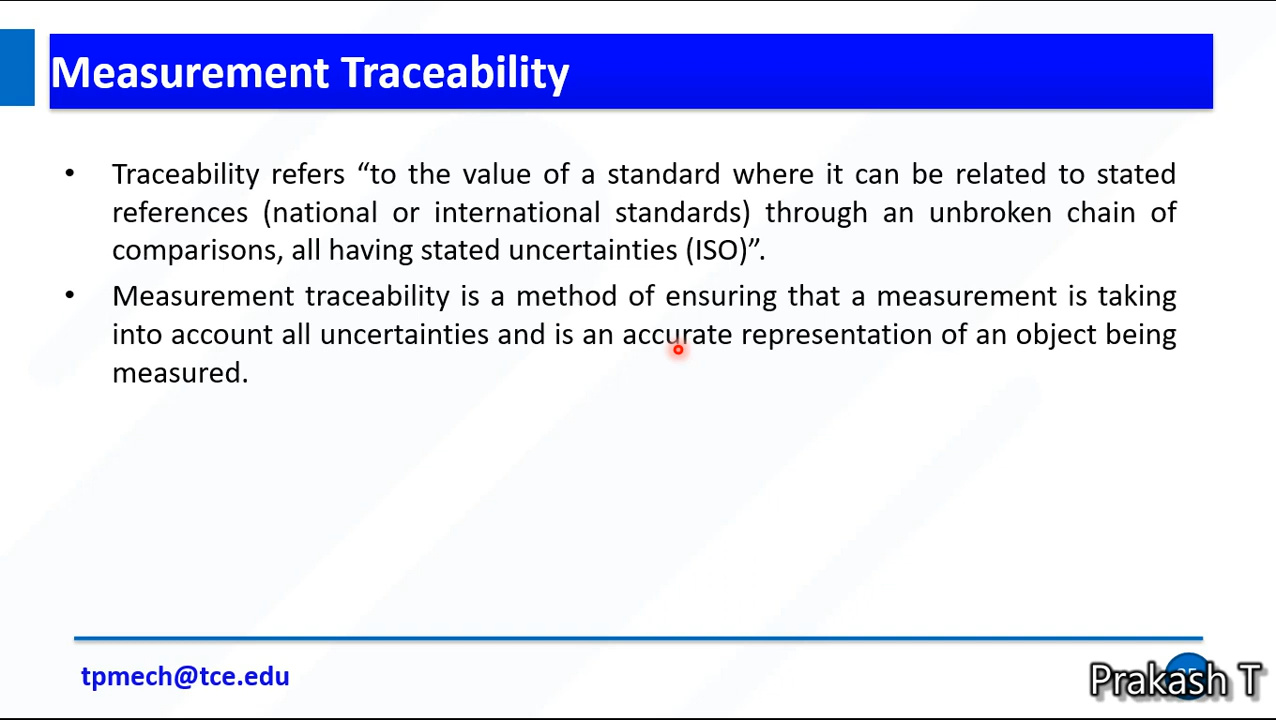 Measurement Traceability
• Traceability refers “to the value of a standard where it can be related to stated
references (national or international standards) through an unbroken chain of
comparisons, all having stated uncertainties (ISO)”.
• Measurement traceability is a method of ensuring that a measurement is taking
into account all uncertainties and is an accurate representation of an object being
measured.
tpmech@tce.edu
Prakash T